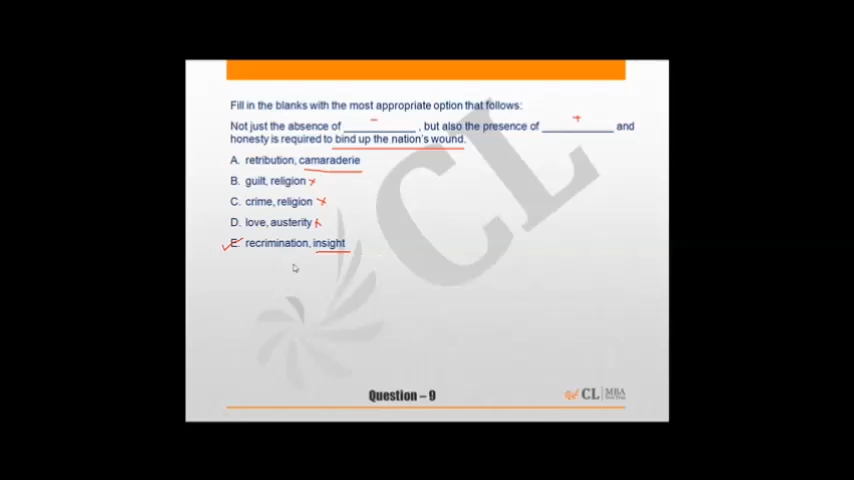 Fill in the blanks with the most appropriate option that follows:
Not just the absence of ____________ , but also the presence of ____________ and
honesty is required to bind up the nation's wound.
A. retribution, camaraderie
B. guilt, religion
C. crime, religion
D. love, austerity
E. recrimination, insight
CL
Question – 9
CL MBA